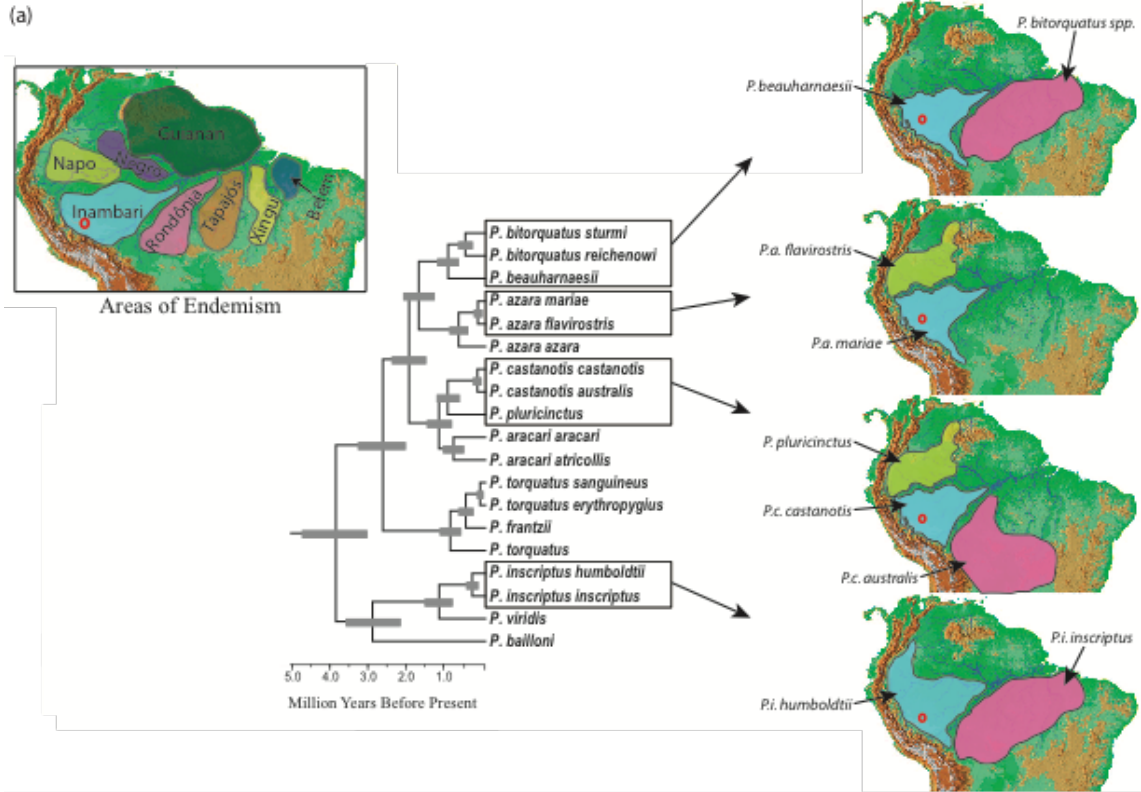 (a)
Guianan
Napo
Negro
Inambari
Rondônia
Tapajós
Xingu
Belém
Areas of Endemism
P. bitorquatus sturmi
P. bitorquatus reichenowi
P. beauharnaesii
P. azara mariae
P. azara flavirostris
P. azara azara
P. castanotis castanotis
P. castanotis australis
P. pluricinctus
P. aracari aracari
P. aracari atricollis
P. torquatus sanguineus
P. torquatus erythropygius
P. frantzii
P. torquatus
P. inscriptus humboldtii
P. inscriptus inscriptus
P. viridis
P. bailloni
5.0 4.0 3.0 2.0 1.0
Million Years Before Present
P. bitorquatus spp.
P.beauharnaesii
P.a. flavirostris
P.a. mariae
P. pluricinctus
P.c. castanotis
P.c. australis
P.i. inscriptus
P.i. humboldtii